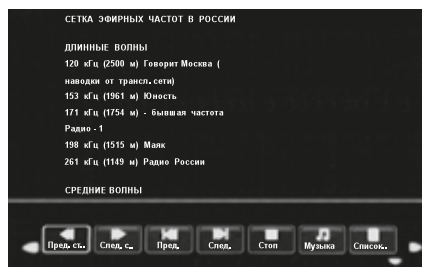 СЕТКА ЭФИРНЫХ ЧАСТОТ В РОССИИ
ДЛИННЫЕ ВОЛНЫ
120 кГц (2500 м) Говорит Москва (
наводки от трансл. сети)
153 кГц (1961 м) Юность
171 кГц (1754 м) - бывшая частота
Радио - 1
198 кГц (1515 м) Маяк
261 кГц (1149 м) Радио России
СРЕДНИЕ ВОЛНЫ
Пред. ст.. След. с.. Пред. След. Стоп Музыка Список..